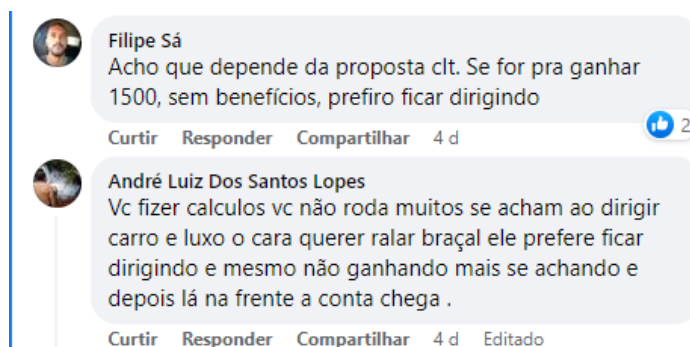 Filipe Sá
Acho que depende da proposta clt. Se for pra ganhar
1500, sem benefícios, prefiro ficar dirigindo
Curtir Responder Compartilhar 4 d
2
André Luiz Dos Santos Lopes
Vc fizer calculos vc não roda muitos se acham ao dirigir
carro e luxo o cara querer ralar braçal ele prefere ficar
dirigindo e mesmo não ganhando mais se achando e
depois lá na frente a conta chega .
Curtir Responder Compartilhar 4 d Editado